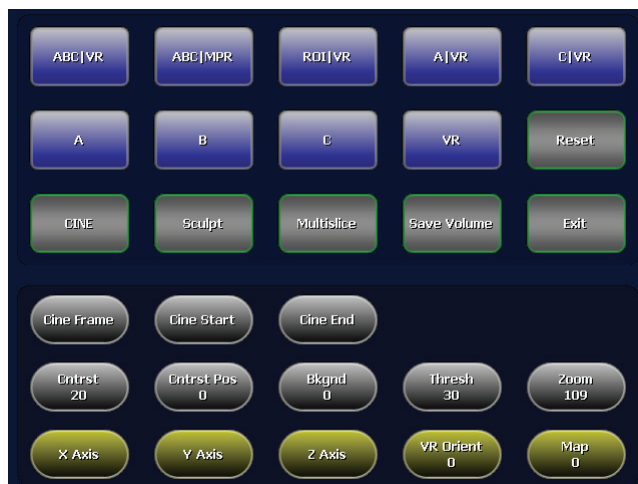 ABC|VR ABC|MPR ROI|VR A|VR C|VR
A B C VR Reset
CINE Sculpt Multislice Save Volume Exit
Cine Frame Cine Start Cine End
Cntrst Cntrst Pos Bkgnd Thresh Zoom
20 0 0 30 109
X Axis Y Axis Z Axis VR Orient Map
0 0